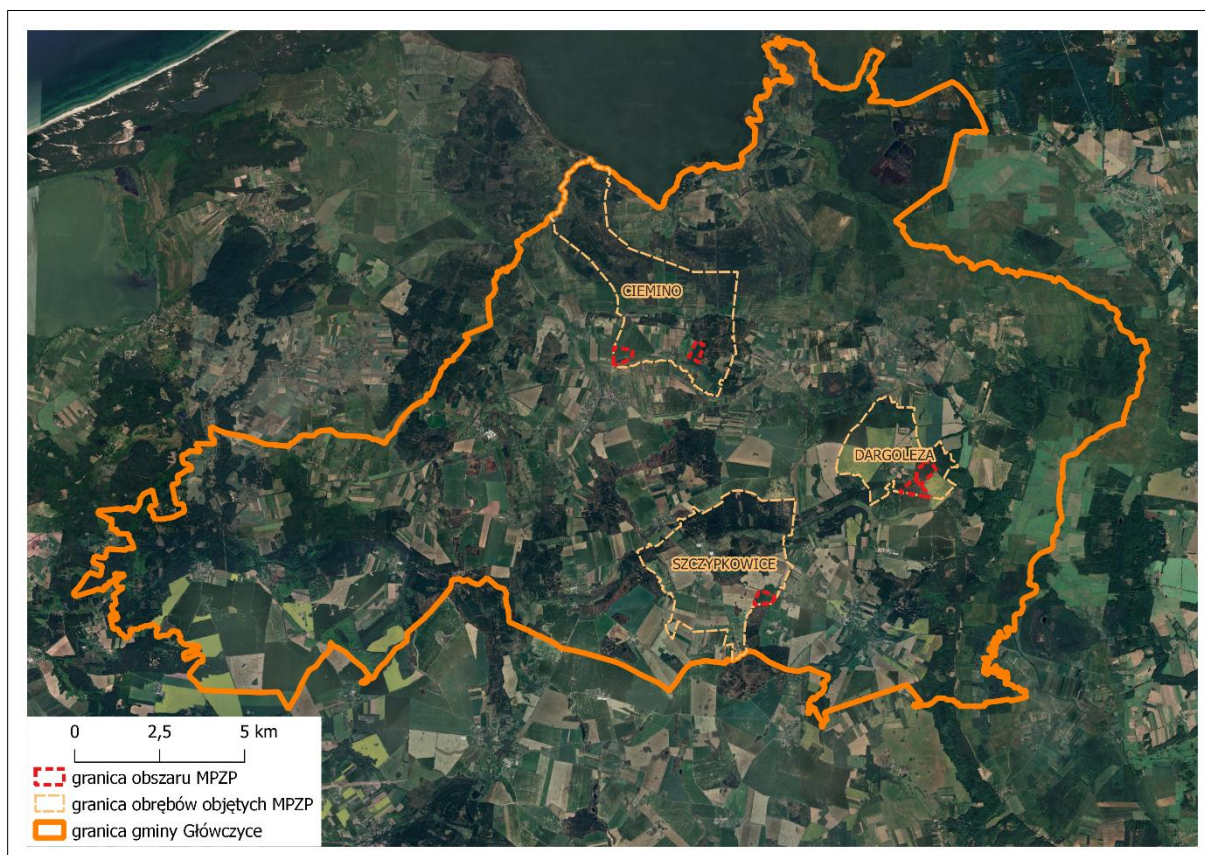 CIEMINO
DARGOLEZA
SZCZYPKOWICE
0 2,5 5 km
granica obszaru MPZP
granica obrębów objętych MPZP
granica gminy Główczyce